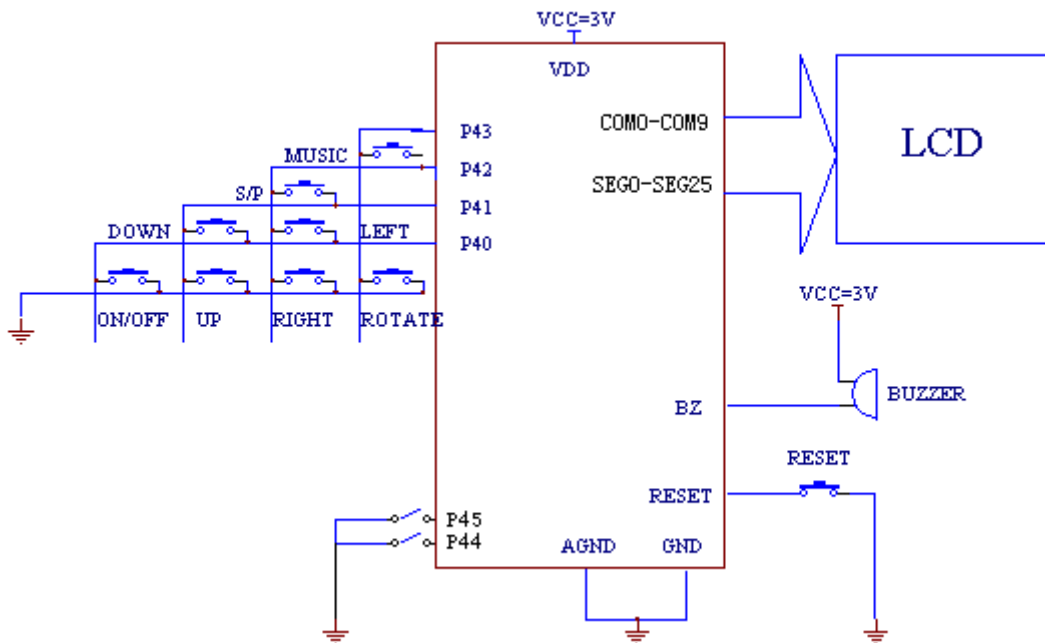 VCC=3V
VDD
P43
COMO-COM9
MUSIC
P42
SEGO-SEG25
LCD
S/P
P41
DOWN
LEFT
P40
ON/OFF
UP
RIGHT
ROTATE
VCC=3V
BZ
BUZZER
RESET
RESET
P45
P44
AGND
GND